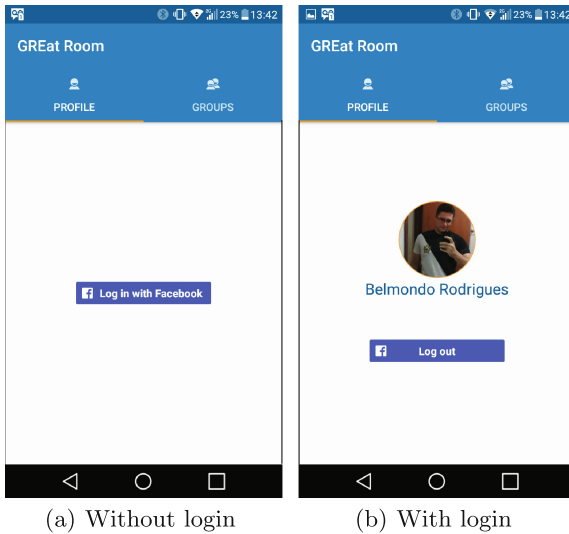 23% 13:42
GREat Room
PROFILE GROUPS
Log in with Facebook
(a) Without login
23% 13:42
GREat Room
PROFILE GROUPS
Belmondo Rodrigues
Log out
(b) With login